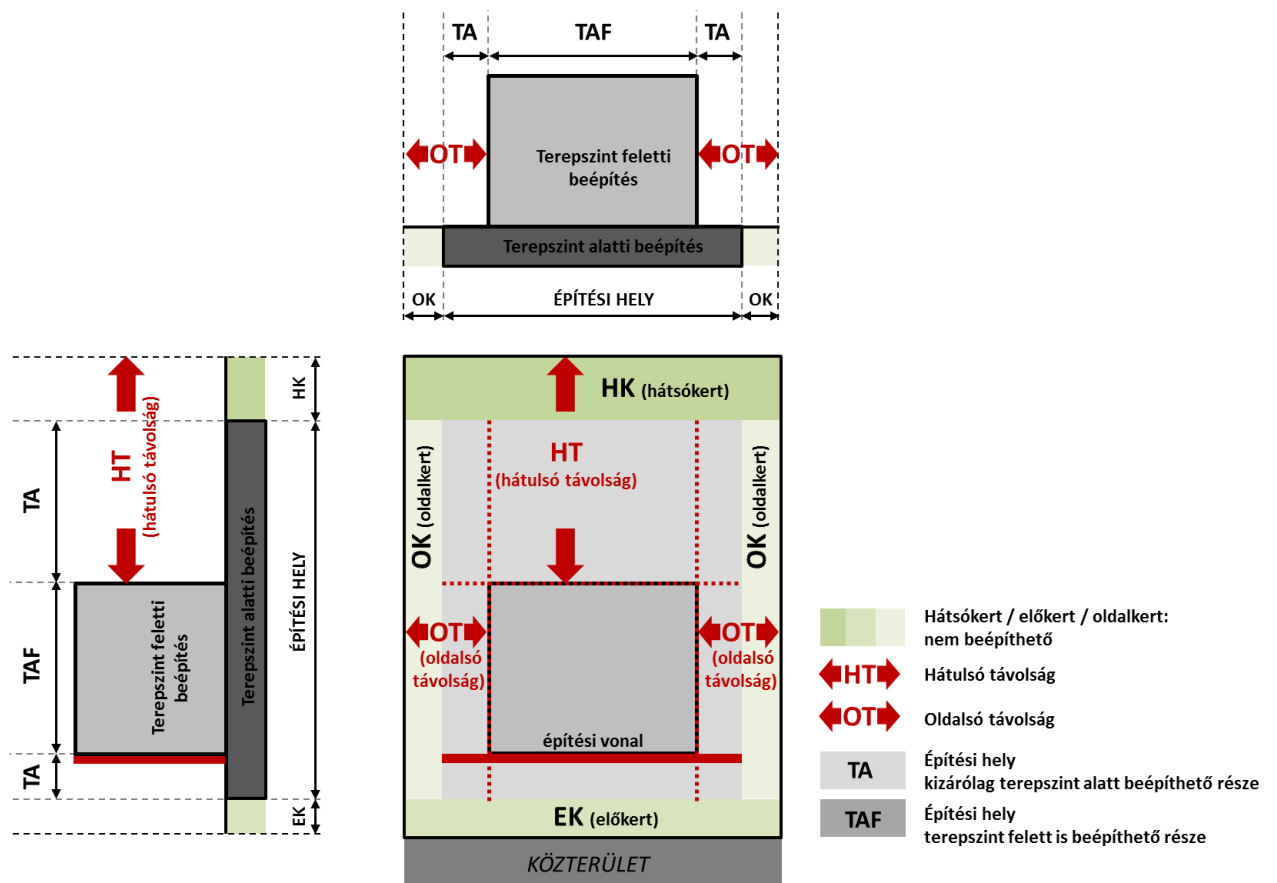 TA
TAF
TA
OT
Terepszint feletti
beépítés
OT
Terepszint alatti beépítés
OK
ÉPÍTÉSI HELY
OK
TA
TAF
TA
HT
(hátulsó távolság)
Terepszint feletti
beépítés
Terepszint alatti beépítés
HK
ÉPÍTÉSI HELY
EK
HK (hátsókert)
OK (oldalkert)
HT
(hátulsó távolság)
OK (oldalkert)
OT
(oldalsó
távolság)
OT
(oldalsó
távolság)
építési vonal
EK (előkert)
KÖZTERÜLET
Hátsókert / előkert / oldalkert:
nem beépíthető
HT
Hátulsó távolság
OT
Oldalsó távolság
TA
Építési hely
kizárólag terepszint alatt beépíthető része
TAF
Építési hely
terepszint felett is beépíthető része